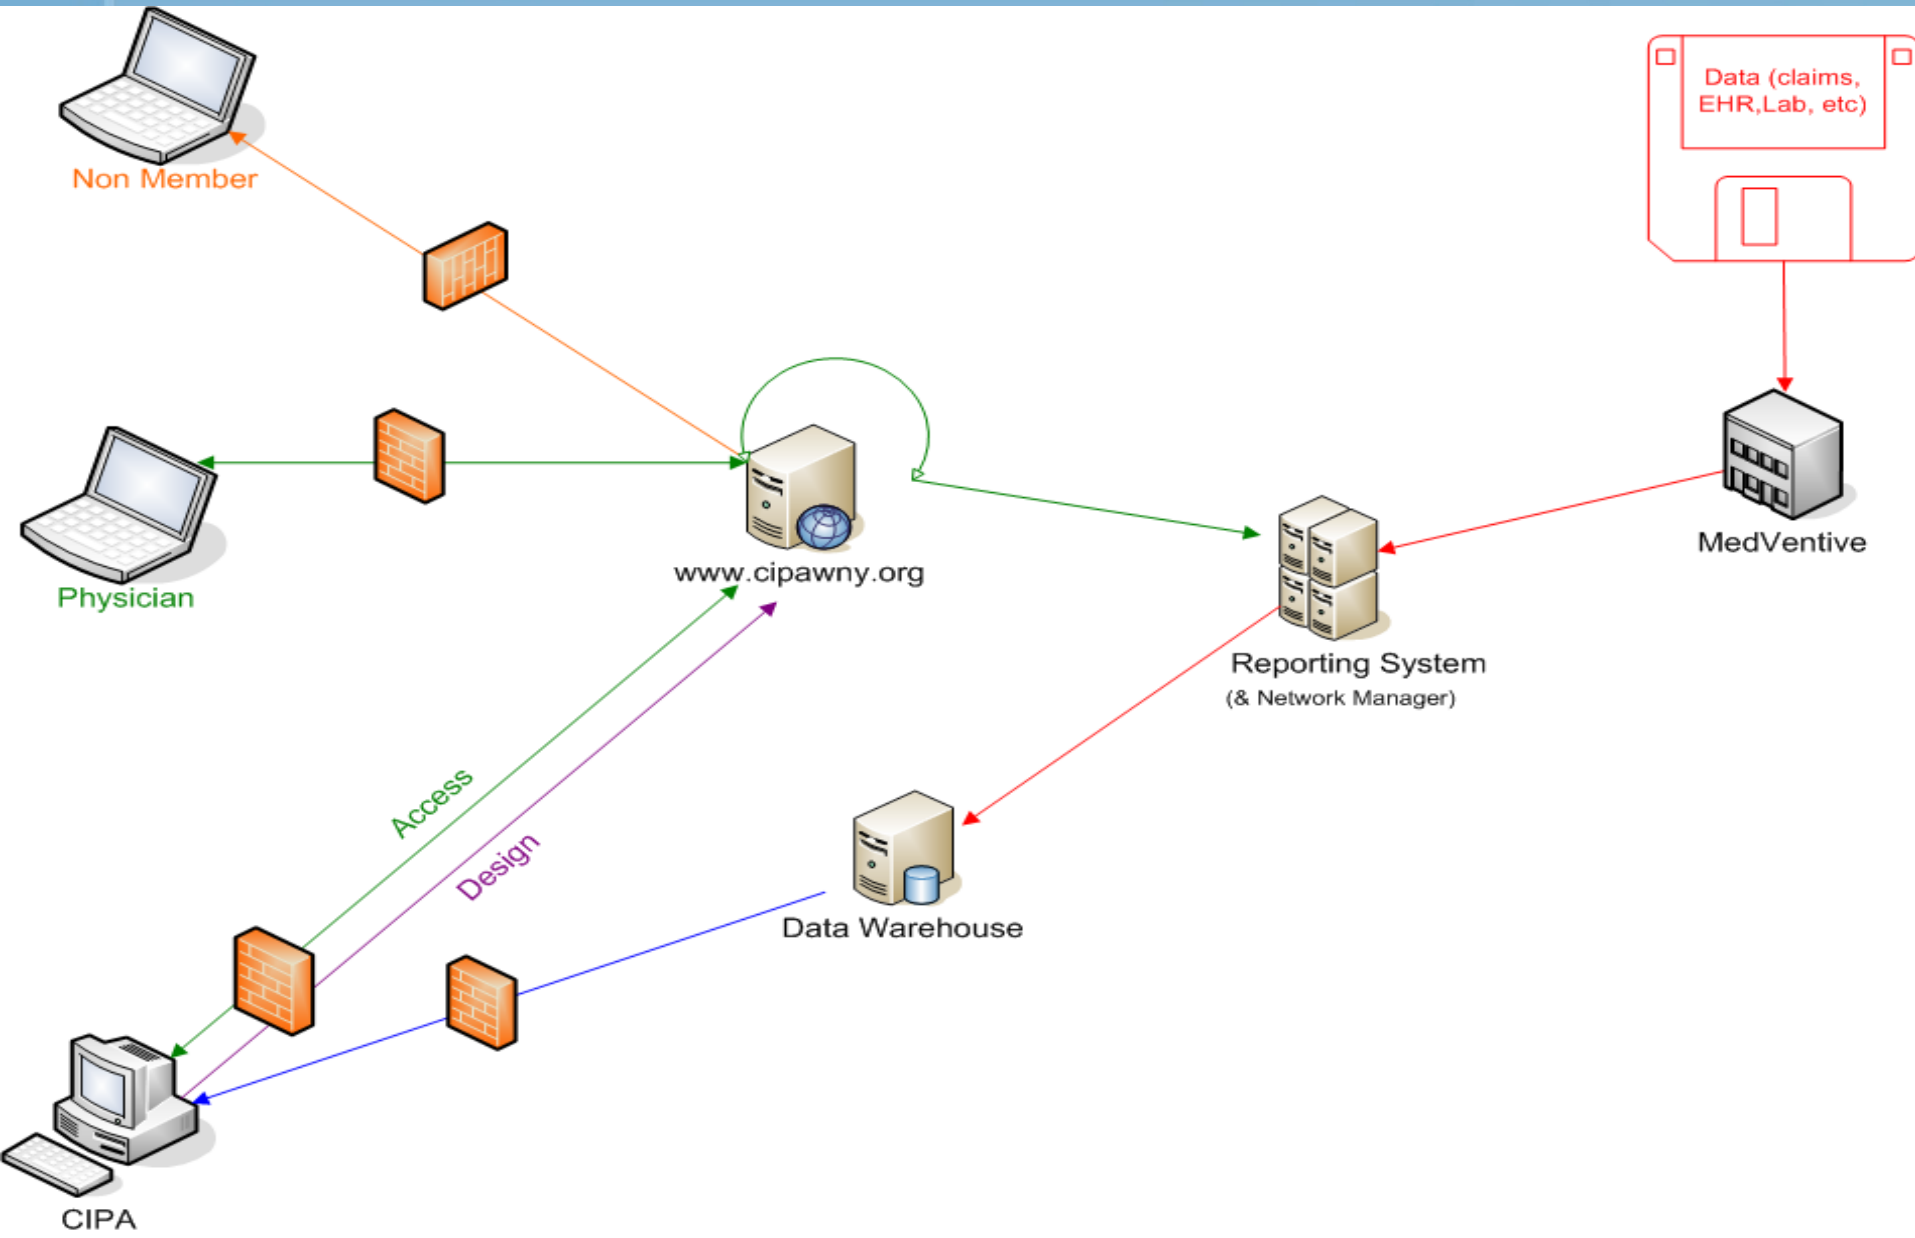 Data (claims,
EHR,Lab, etc)
Non Member
Physician
www.cipawny.org
MedVentive
Reporting System
(& Network Manager)
Access
Design
Data Warehouse
CIPA